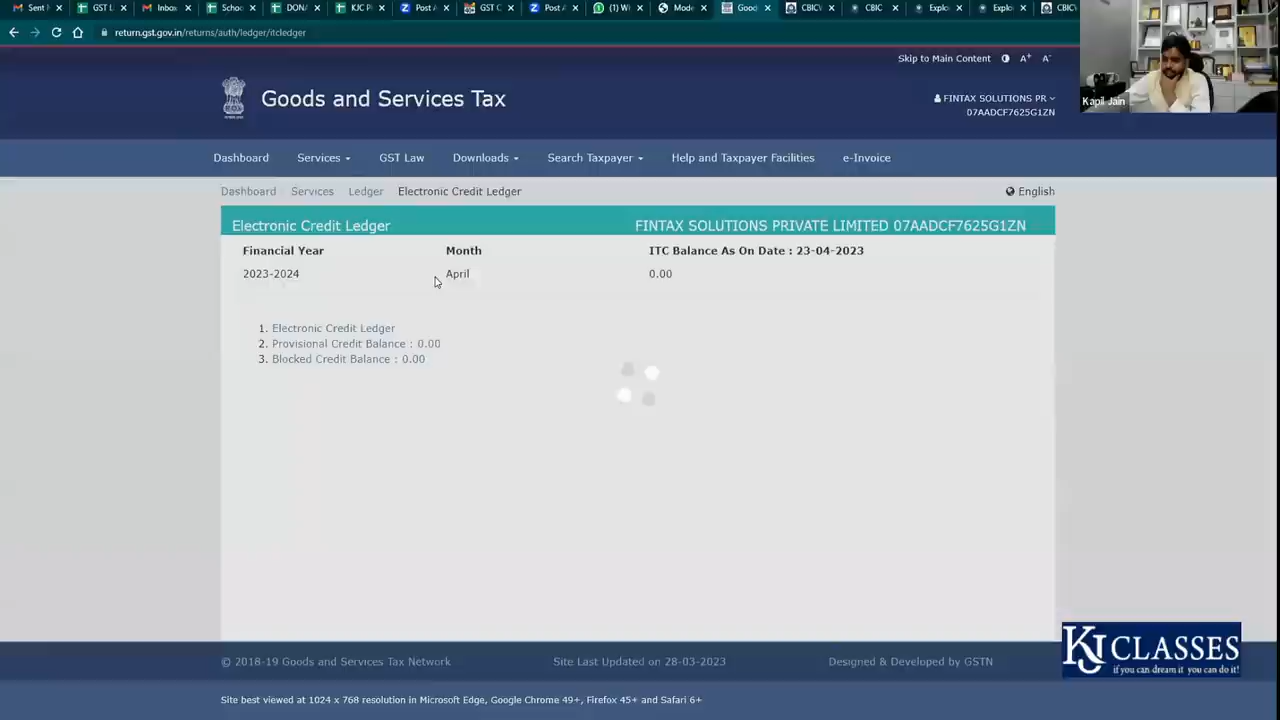 Sent M
GST L
Inbox
Schoo
DONA
KJC Pl
Post A
GST C
Post A
(1) W
Mode
Good
CBIC
CBIC
Explo
Explo
CBIC
return.gst.gov.in/returns/auth/ledger/itcledger
Skip to Main Content A+ A-
Goods and Services Tax
FINTAX SOLUTIONS PR
07AADCF7625G1ZN
Kapil Jain
Dashboard Services GST Law Downloads Search Taxpayer Help and Taxpayer Facilities e-Invoice
Dashboard Services Ledger Electronic Credit Ledger English
Electronic Credit Ledger FINTAX SOLUTIONS PRIVATE LIMITED 07AADCF7625G1ZN
Financial Year Month ITC Balance As On Date : 23-04-2023
2023-2024 April 0.00
1. Electronic Credit Ledger
2. Provisional Credit Balance : 0.00
3. Blocked Credit Balance : 0.00
KJ CLASSES
if you can dream it you can do it!
© 2018-19 Goods and Services Tax Network Site Last Updated on 28-03-2023 Designed & Developed by GSTN
Site best viewed at 1024 x 768 resolution in Microsoft Edge, Google Chrome 49+, Firefox 45+ and Safari 6+